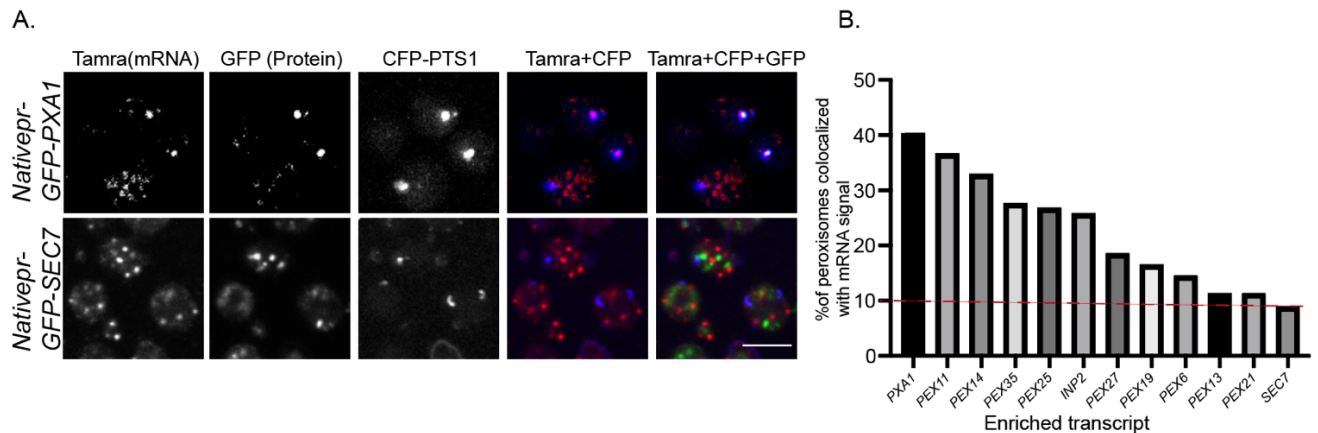 A.
Tamra(mRNA) GFP (Protein) CFP-PTS1 Tamra+CFP Tamra+CFP+GFP
Nativepr-
GFP-PXA1
Nativepr-
GFP-SEC7
B.
%of peroxisomes colocalized
with mRNA signal
50
40
30
20
10
0
PXA1 PEX11 PEX14 PEX35 PEX25 INP2 PEX27 PEX19 PEX6 PEX13 PEX21 SEC7
Enriched transcript